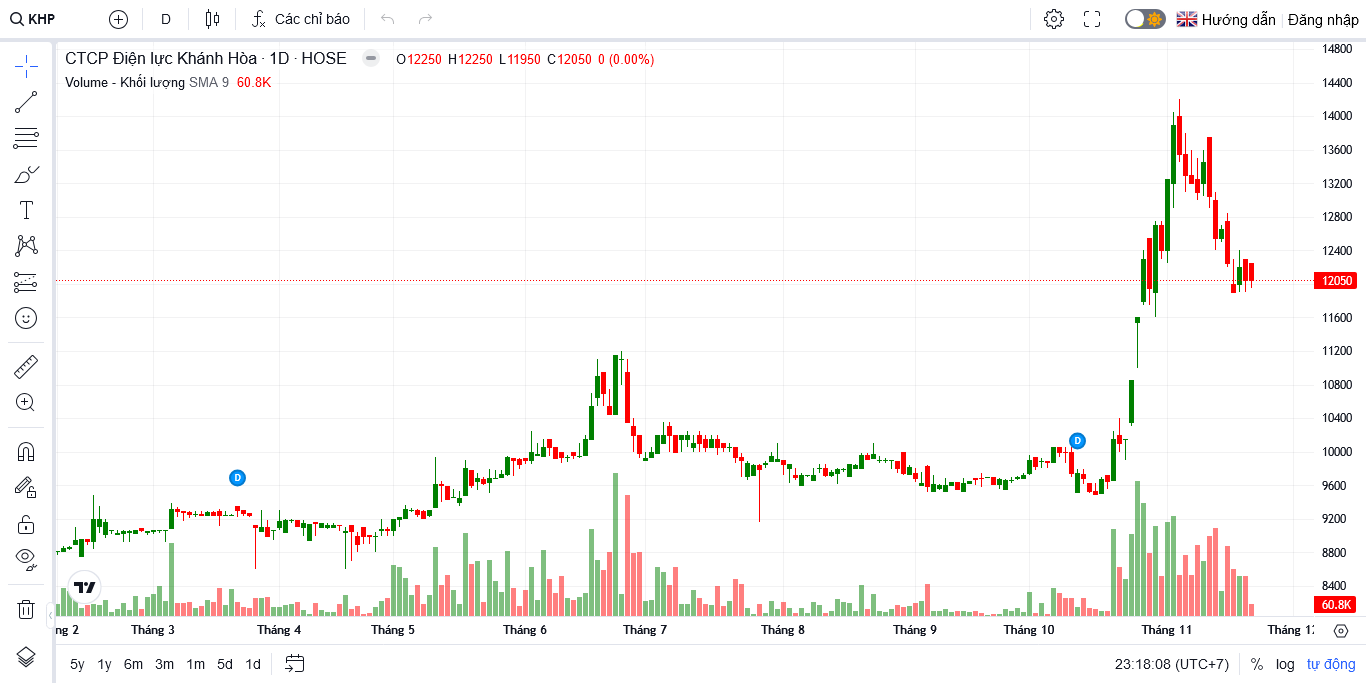 KHP D Các chỉ báo Hướng dẫn Đăng nhập
CTCP Điện lực Khánh Hòa · 1D · HOSE O12250 H12250 L11950 C12050 0 (0.00%)
Volume - Khối lượng SMA 9 60.8K
14800
14400
14000
13600
13200
12800
12400
12050
11600
11200
10800
10400
10000
9600
9200
8800
8400
60.8K
D
D
ng 2 Tháng 3 Tháng 4 Tháng 5 Tháng 6 Tháng 7 Tháng 8 Tháng 9 Tháng 10 Tháng 11 Tháng 12
5y 1y 6m 3m 1m 5d 1d 23:18:08 (UTC+7) % log tự động